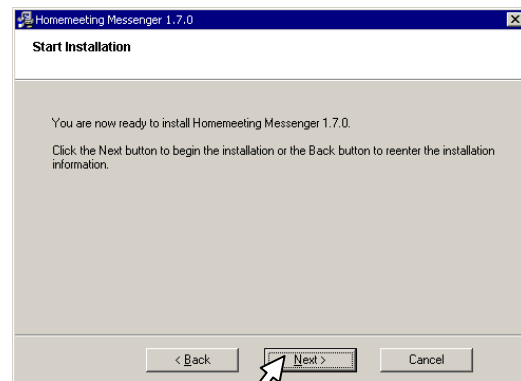 Homemeeting Messenger 1.7.0
Start Installation
You are now ready to install Homemeeting Messenger 1.7.0.
Click the Next button to begin the installation or the Back button to reenter the installation
information.
< Back
Next >
Cancel